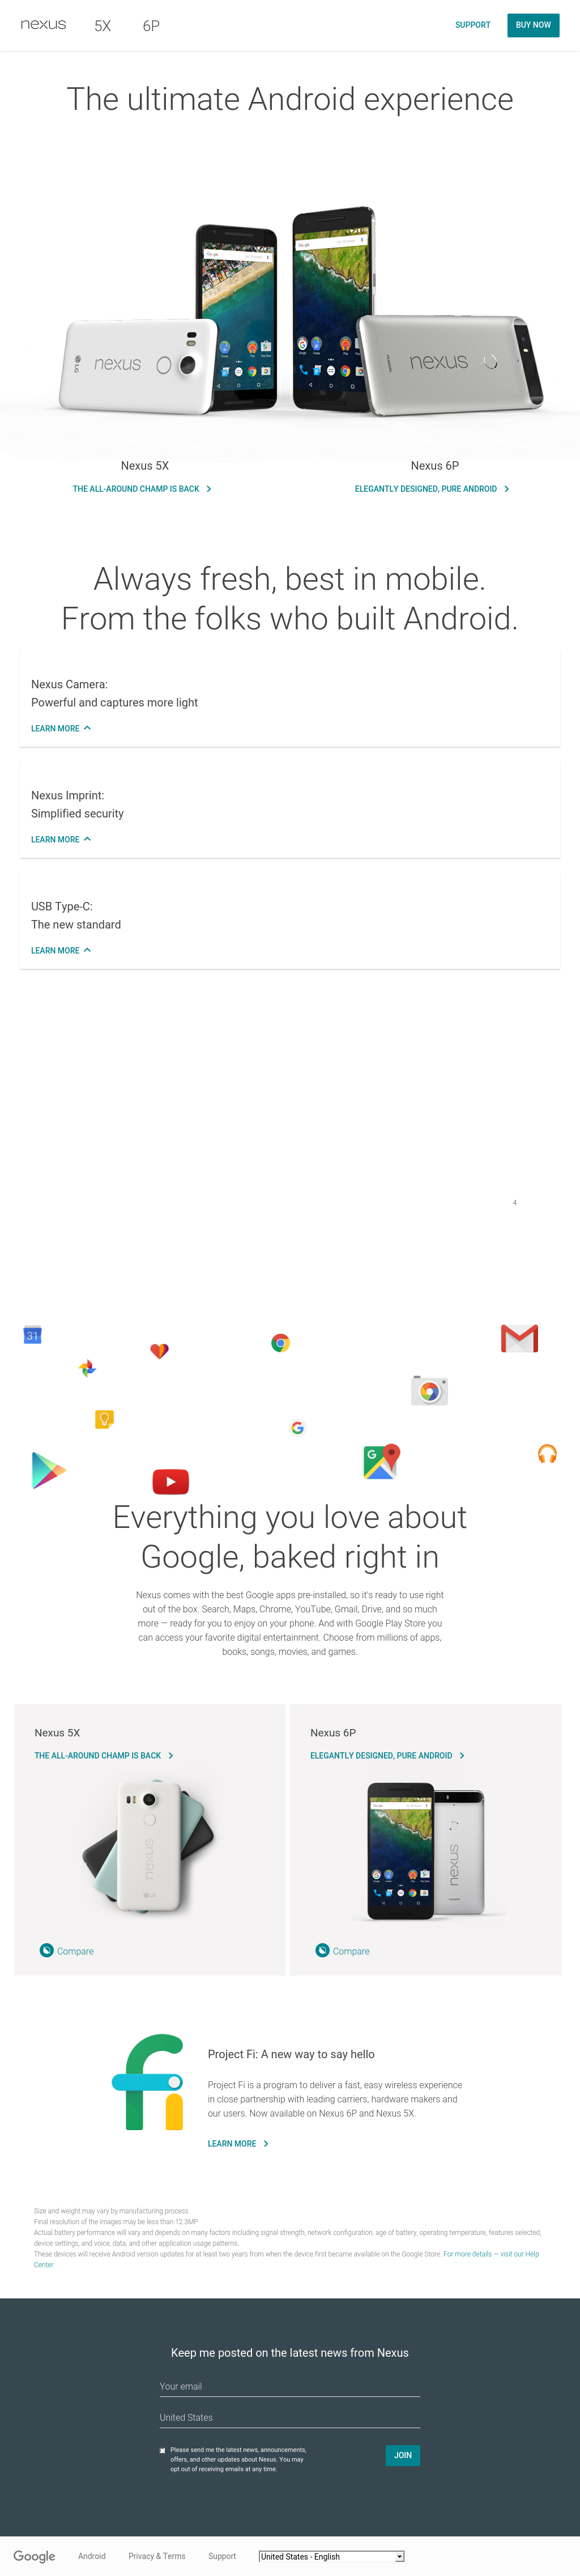 nexus 5X 6P SUPPORT BUY NOW
The ultimate Android experience
nexus
LG
nexus
HUAWEI
Nexus 5X
THE ALL-AROUND CHAMP IS BACK
Nexus 6P
ELEGANTLY DESIGNED, PURE ANDROID
Always fresh, best in mobile.
From the folks who built Android.
Nexus Camera:
Powerful and captures more light
LEARN MORE
Nexus Imprint:
Simplified security
LEARN MORE
USB Type-C:
The new standard
LEARN MORE
4
31
G
G
Everything you love about
Google, baked right in
Nexus comes with the best Google apps pre-installed, so it's ready to use right
out of the box. Search, Maps, Chrome, YouTube, Gmail, Drive, and so much
more — ready for you to enjoy on your phone. And with Google Play Store you
can access your favorite digital entertainment. Choose from millions of apps,
books, songs, movies, and games.
Nexus 5X
THE ALL-AROUND CHAMP IS BACK
nexus
LG
Compare
Nexus 6P
ELEGANTLY DESIGNED, PURE ANDROID
nexus
Compare
fi
Project Fi: A new way to say hello
Project Fi is a program to deliver a fast, easy wireless experience
in close partnership with leading carriers, hardware makers and
our users. Now available on Nexus 6P and Nexus 5X.
LEARN MORE
Size and weight may vary by manufacturing process.
Final resolution of the images may be less than 12.3MP
Actual battery performance will vary and depends on many factors including signal strength, network configuration, age of battery, operating temperature, features selected,
device settings, and voice, data, and other application usage patterns.
These devices will receive Android version updates for at least two years from when the device first became available on the Google Store. For more details — visit our Help
Center
Keep me posted on the latest news from Nexus
Your email
United States
Please send me the latest news, announcements,
offers, and other updates about Nexus. You may
opt out of receiving emails at any time.
JOIN
Google Android Privacy & Terms Support United States - English